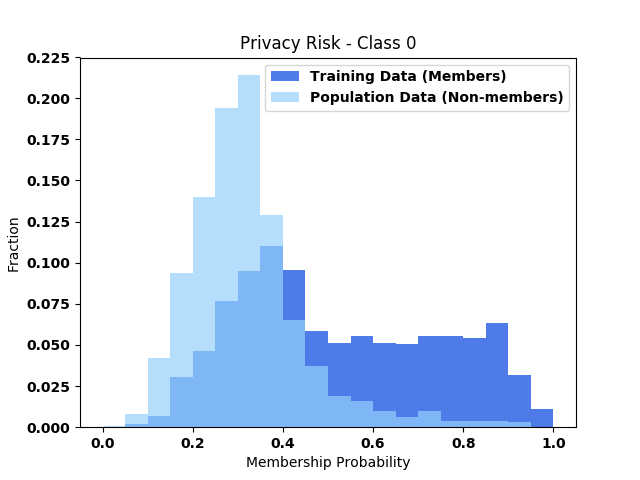 Privacy Risk - Class 0
Training Data (Members)
Population Data (Non-members)
Fraction
0.225
0.200
0.175
0.150
0.125
0.100
0.075
0.050
0.025
0.000
0.0 0.2 0.4 0.6 0.8 1.0
Membership Probability